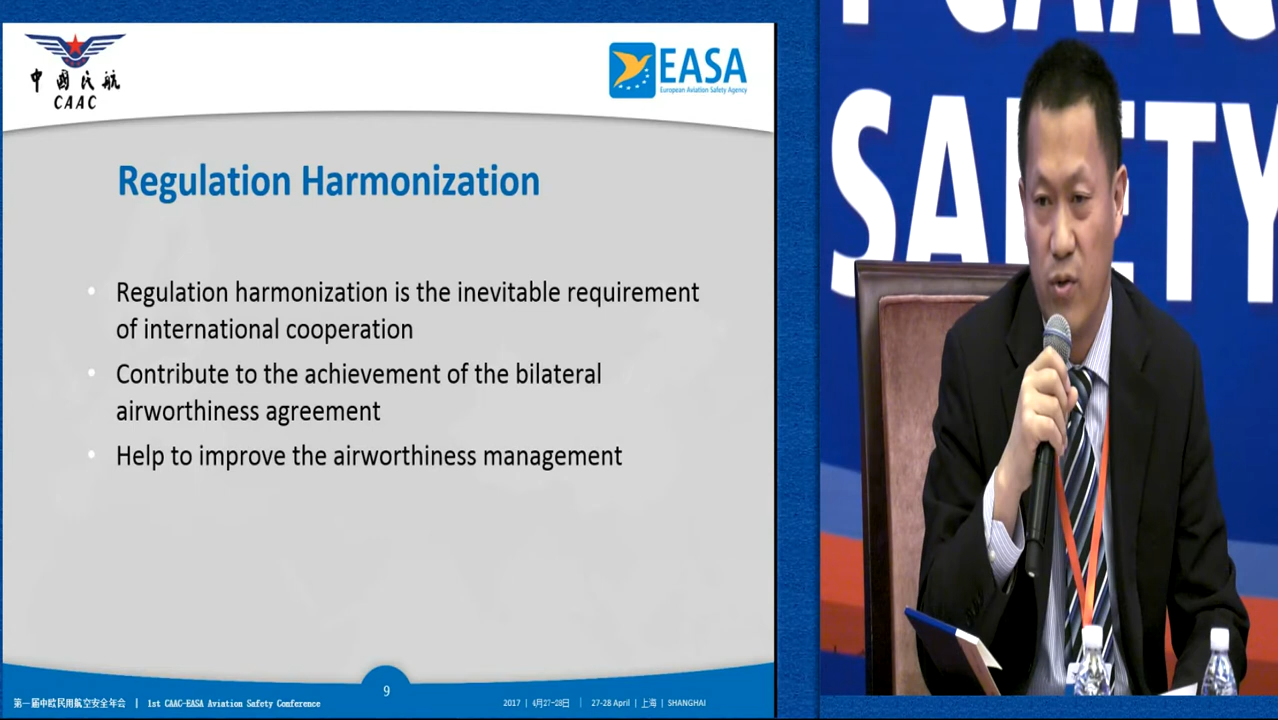 中國民航
CAAC
EASA
European Aviation Safety Agency
Regulation Harmonization
Regulation harmonization is the inevitable requirement
of international cooperation
Contribute to the achievement of the bilateral
airworthiness agreement
Help to improve the airworthiness management
9
第一届中欧民用航空安全年会 | 1st CAAC-EASA Aviation Safety Conference
2017 | 4月27-28日 | 27-28 April | 上海 | SHANGHAI
CAAC
SAFETY